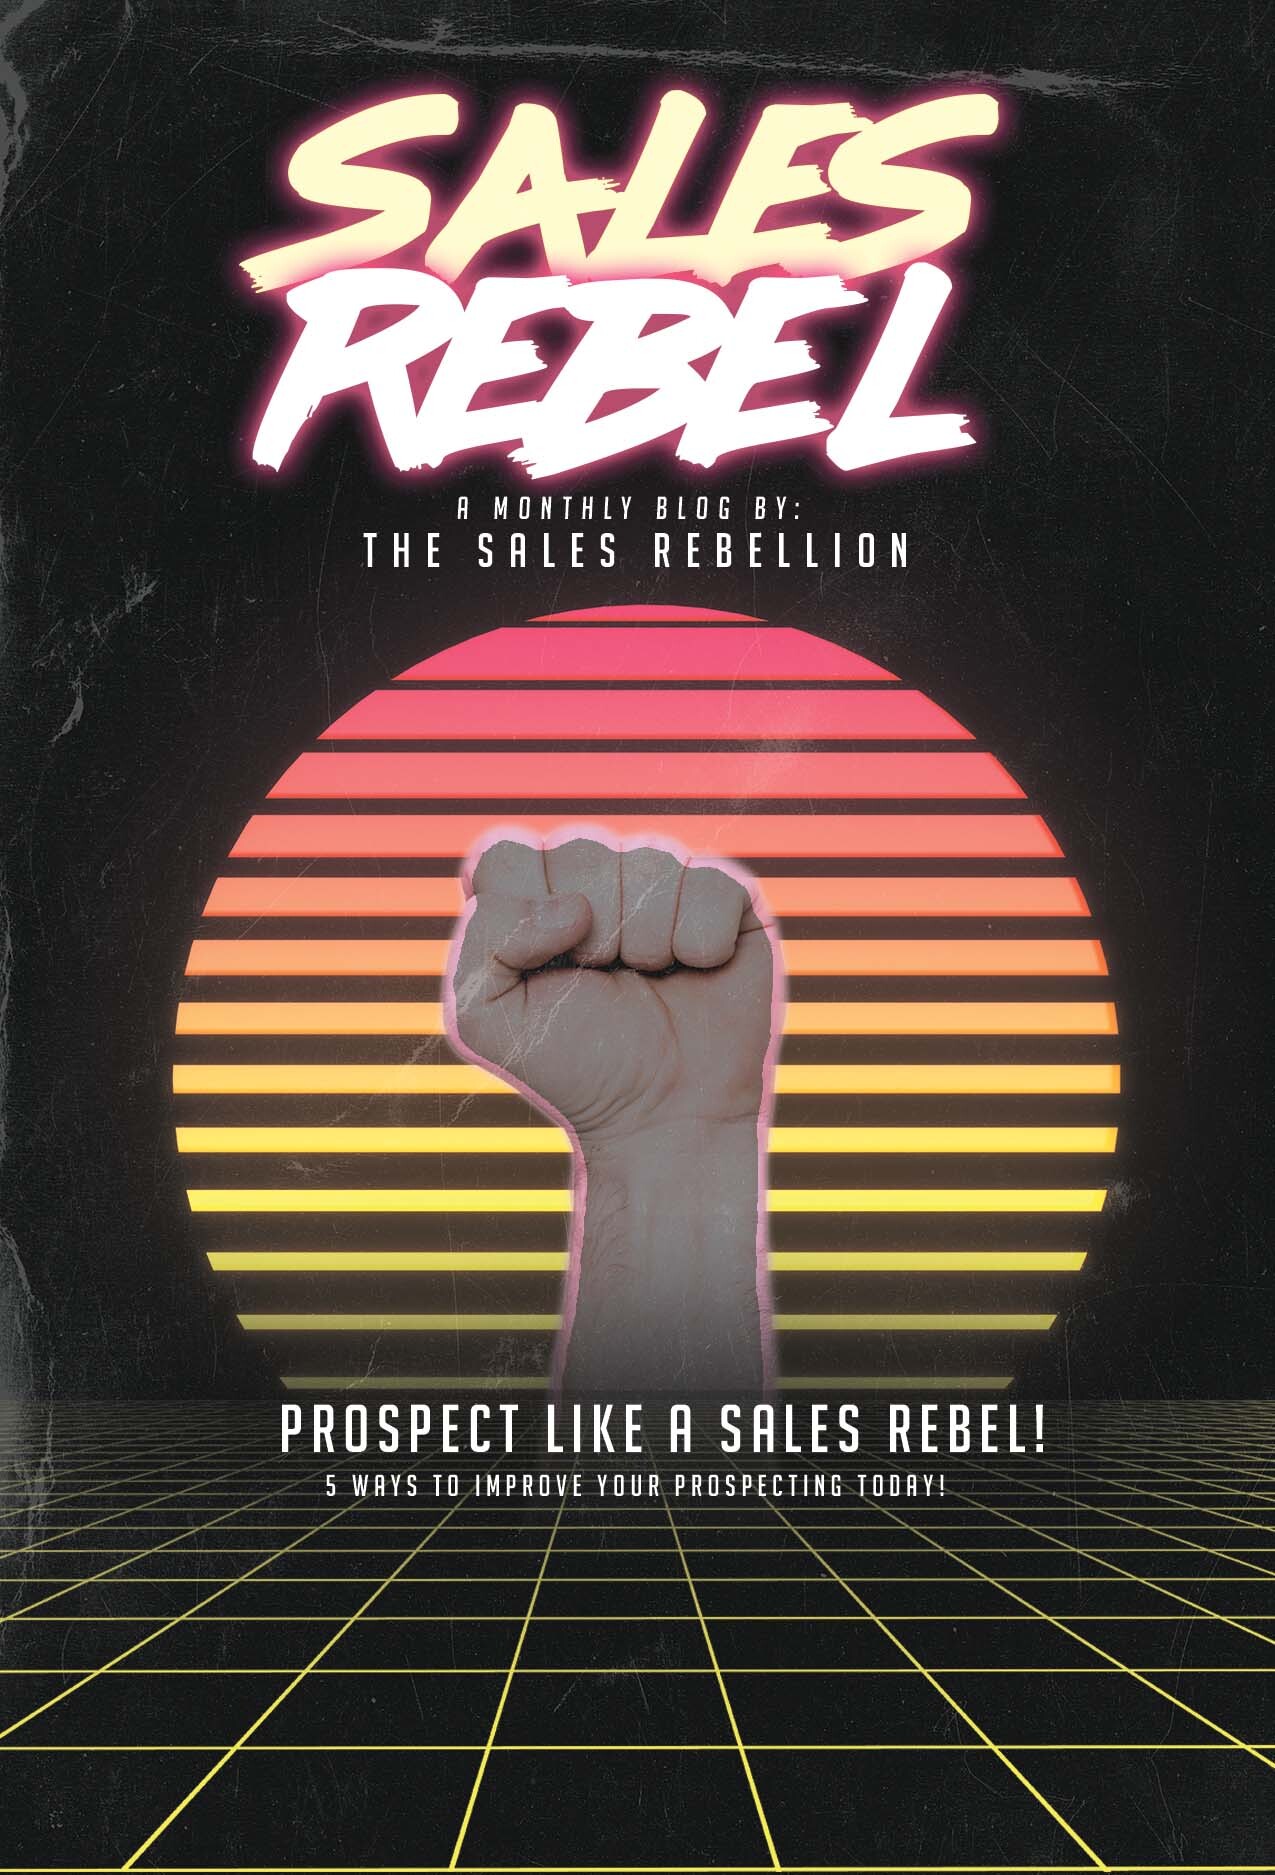 SALES
REBEL
A MONTHLY BLOG BY:
THE SALES REBELLION
PROSPECT LIKE A SALES REBEL!
5 WAYS TO IMPROVE YOUR PROSPECTING TODAY!